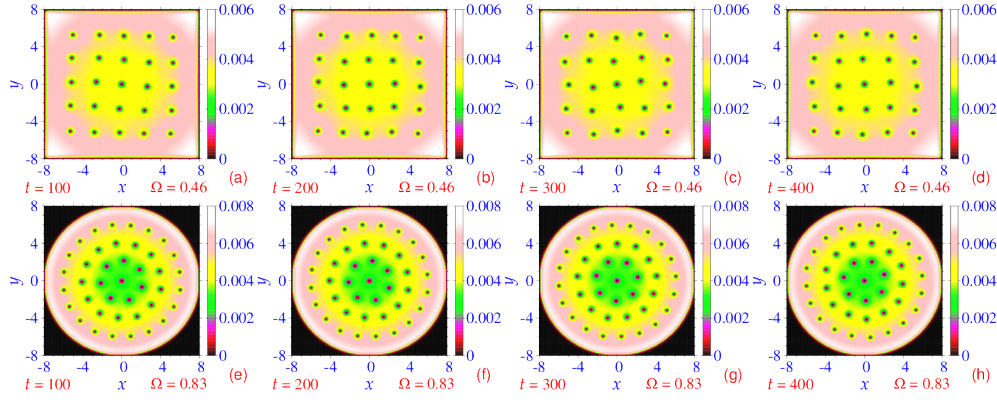 8 4 0 -4 -8 y -8 -4 0 4 8 x 0.006 0.004 0.002 0 t = 100 Ω = 0.46 (a)
8 4 0 -4 -8 y -8 -4 0 4 8 x 0.006 0.004 0.002 0 t = 200 Ω = 0.46 (b)
8 4 0 -4 -8 y -8 -4 0 4 8 x 0.006 0.004 0.002 0 t = 300 Ω = 0.46 (c)
8 4 0 -4 -8 y -8 -4 0 4 8 x 0.006 0.004 0.002 0 t = 400 Ω = 0.46 (d)
8 4 0 -4 -8 y -8 -4 0 4 8 x 0.008 0.006 0.004 0.002 0 t = 100 Ω = 0.83 (e)
8 4 0 -4 -8 y -8 -4 0 4 8 x 0.008 0.006 0.004 0.002 0 t = 200 Ω = 0.83 (f)
8 4 0 -4 -8 y -8 -4 0 4 8 x 0.008 0.006 0.004 0.002 0 t = 300 Ω = 0.83 (g)
8 4 0 -4 -8 y -8 -4 0 4 8 x 0.008 0.006 0.004 0.002 0 t = 400 Ω = 0.83 (h)